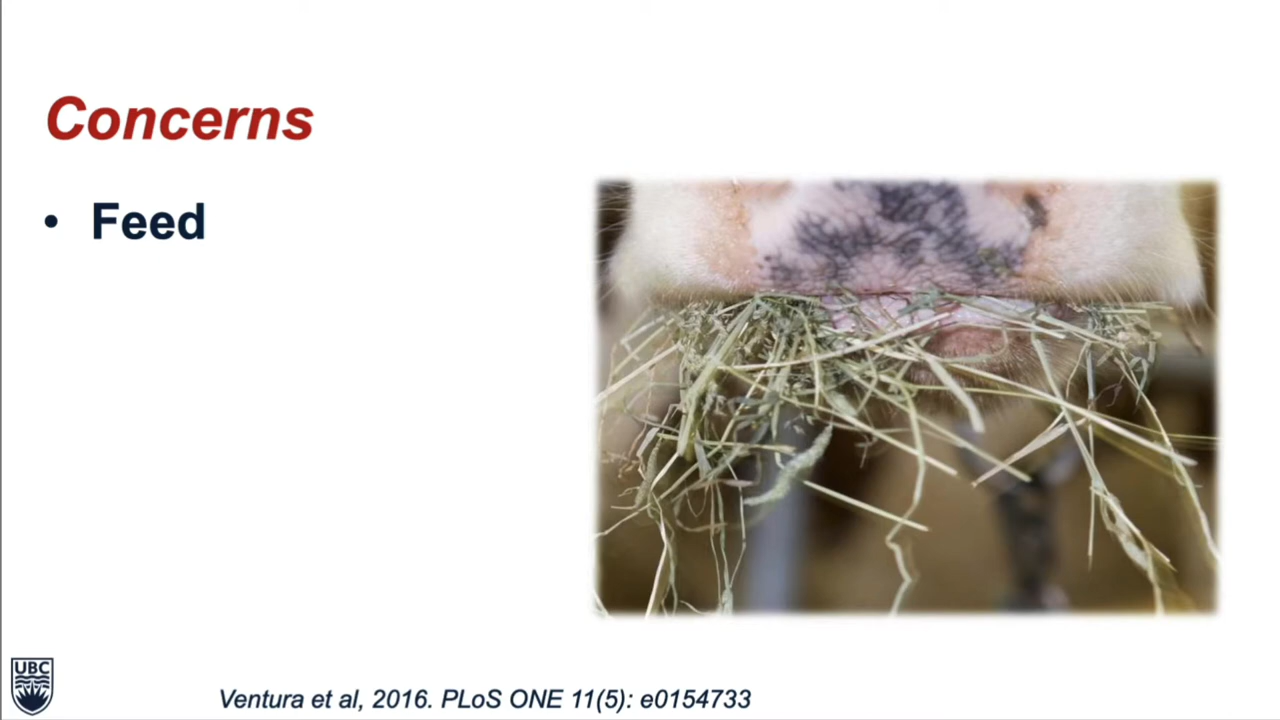 Concerns
• Feed
UBC
Ventura et al, 2016. PLoS ONE 11(5): e0154733